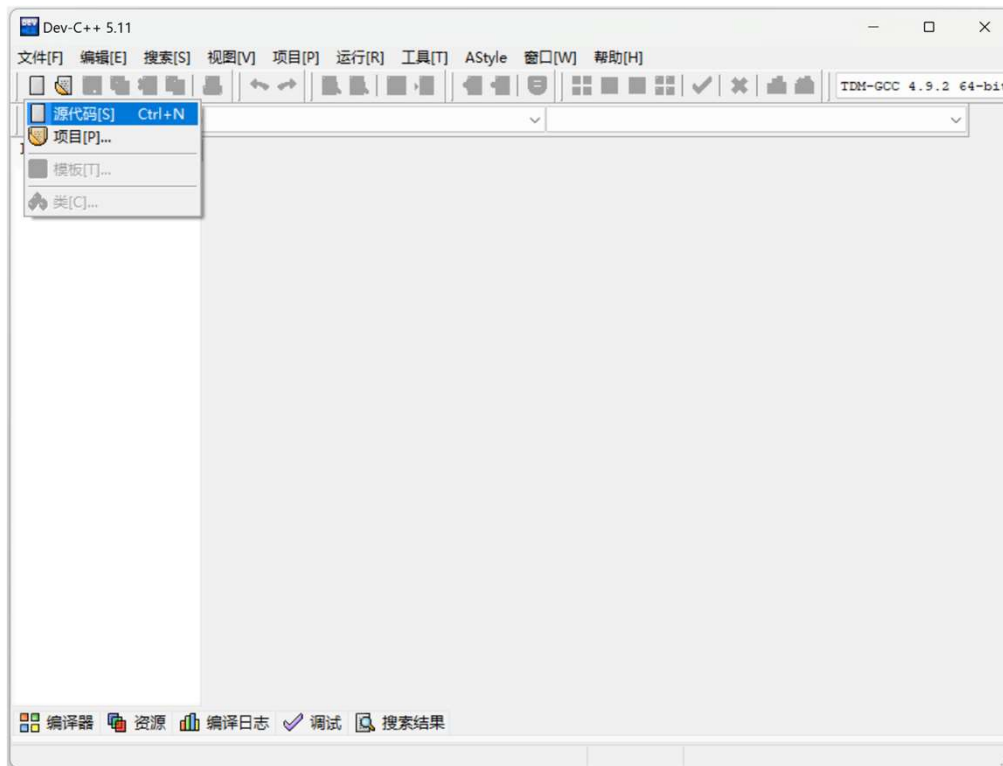 Dev-C++ 5.11
文件[F] 编辑[E] 搜索[S] 视图[V] 项目[P] 运行[R] 工具[T] AStyle 窗口[W] 帮助[H]
TDM-GCC 4.9.2 64-bit
源代码[S] Ctrl+N
项目[P]...
模板[T]...
类[C]...
编译器 资源 编译日志 调试 搜索结果